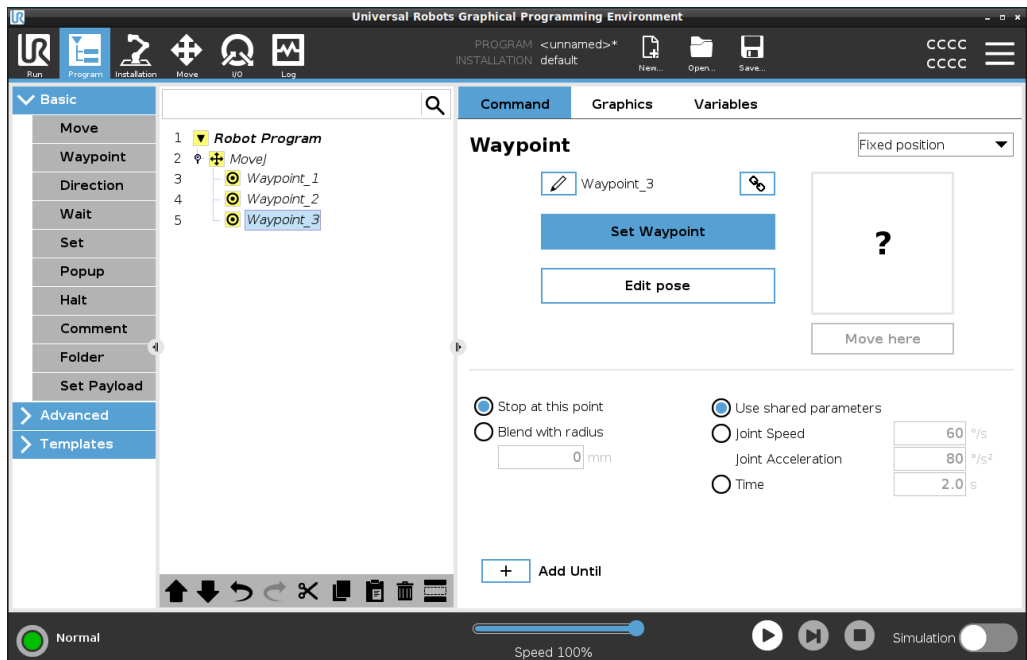 UR
Universal Robots Graphical Programming Environment
UR
Run
Program
Installation
Move
I/O
Log
PROGRAM <unnamed>*
INSTALLATION default
New...
Open...
Save...
CCCC
CCCC
Basic
Move
Waypoint
Direction
Wait
Set
Popup
Halt
Comment
Folder
Set Payload
Advanced
Templates
1 Robot Program
2 MoveJ
3 Waypoint_1
4 Waypoint_2
5 Waypoint_3
Command Graphics Variables
Waypoint
Fixed position
Waypoint_3
Set Waypoint
Edit pose
?
Move here
Stop at this point
Blend with radius
0 mm
Use shared parameters
Joint Speed 60 °/s
Joint Acceleration 80 °/s²
Time 2.0 s
+ Add Until
Normal
Speed 100%
Simulation